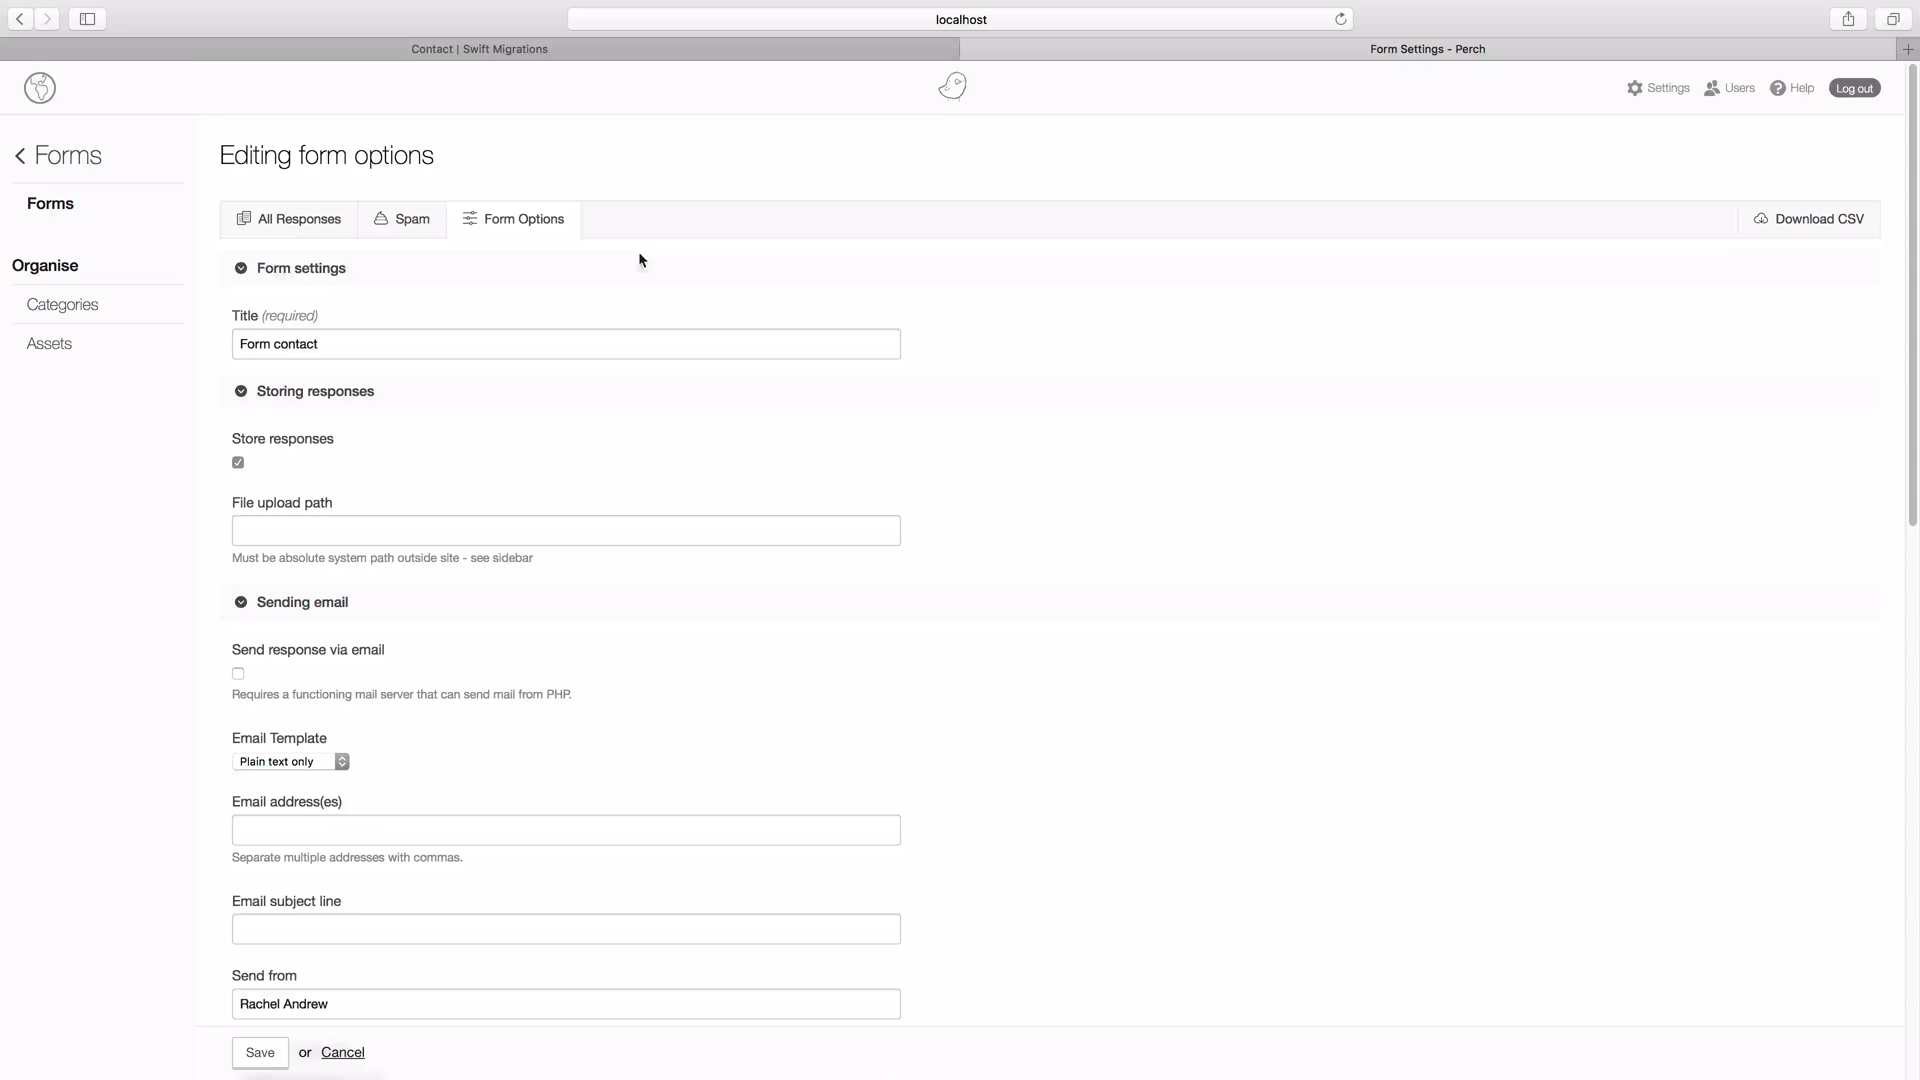 localhost
Contact | Swift Migrations
Form Settings - Perch
Settings
Users
Help
Log out
Forms
Editing form options
Forms
All Responses
Spam
Form Options
Download CSV
Organise
Categories
Assets
Form settings
Title (required)
Form contact
Storing responses
Store responses
File upload path
Must be absolute system path outside site - see sidebar
Sending email
Send response via email
Requires a functioning mail server that can send mail from PHP.
Email Template
Plain text only
Email address(es)
Separate multiple addresses with commas.
Email subject line
Send from
Rachel Andrew
Save or Cancel